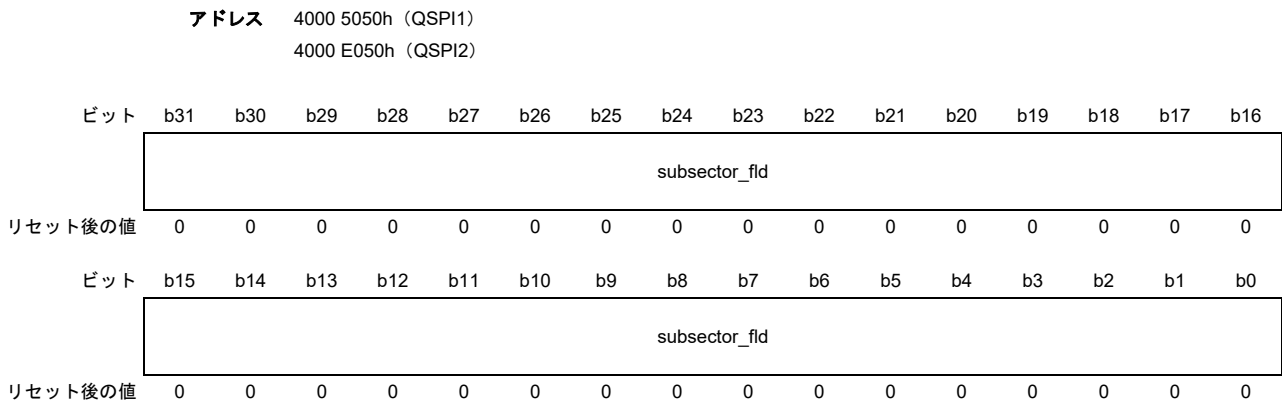 アドレス 4000 5050h（QSPI1）
4000 E050h（QSPI2）
ビット b31 b30 b29 b28 b27 b26 b25 b24 b23 b22 b21 b20 b19 b18 b17 b16
subsector_fld
リセット後の値 0 0 0 0 0 0 0 0 0 0 0 0 0 0 0 0
ビット b15 b14 b13 b12 b11 b10 b9 b8 b7 b6 b5 b4 b3 b2 b1 b0
subsector_fld
リセット後の値 0 0 0 0 0 0 0 0 0 0 0 0 0 0 0 0